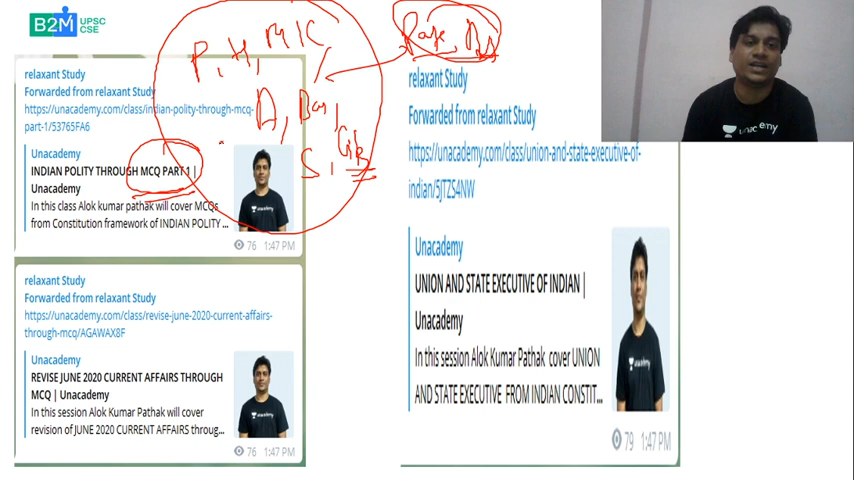 B2M UPSC
CSE
P, H, M K
A,
S,
relaxant Study
Forwarded from relaxant Study
https://unacademy.com/class/indian-polity-through-mcq-
part-1/53765FA6
Unacademy
INDIAN POLITY THROUGH MCQ PART 1 |
Unacademy
In this class Alok kumar pathak will cover MCQs
from Constitution framework of INDIAN POLITY ...
76 1:47 PM
relaxant Study
Forwarded from relaxant Study
https://unacademy.com/class/revise-june-2020-current-affairs-
through-mcq/AGAWAX8F
Unacademy
REVISE JUNE 2020 CURRENT AFFAIRS THROUGH
MCQ | Unacademy
In this session Alok Kumar Pathak will cover
revision of JUNE 2020 CURRENT AFFAIRS throug...
76 1:47 PM
relaxant Study
Forwarded from relaxant Study
https://unacademy.com/class/union-and-state-executive-of-
indian/5JTZS4NW
Unacademy
UNION AND STATE EXECUTIVE OF INDIAN |
Unacademy
In this session Alok Kumar Pathak cover UNION
AND STATE EXECUTIVE FROM INDIAN CONSTIT...
79 1:47 PM
unacademy